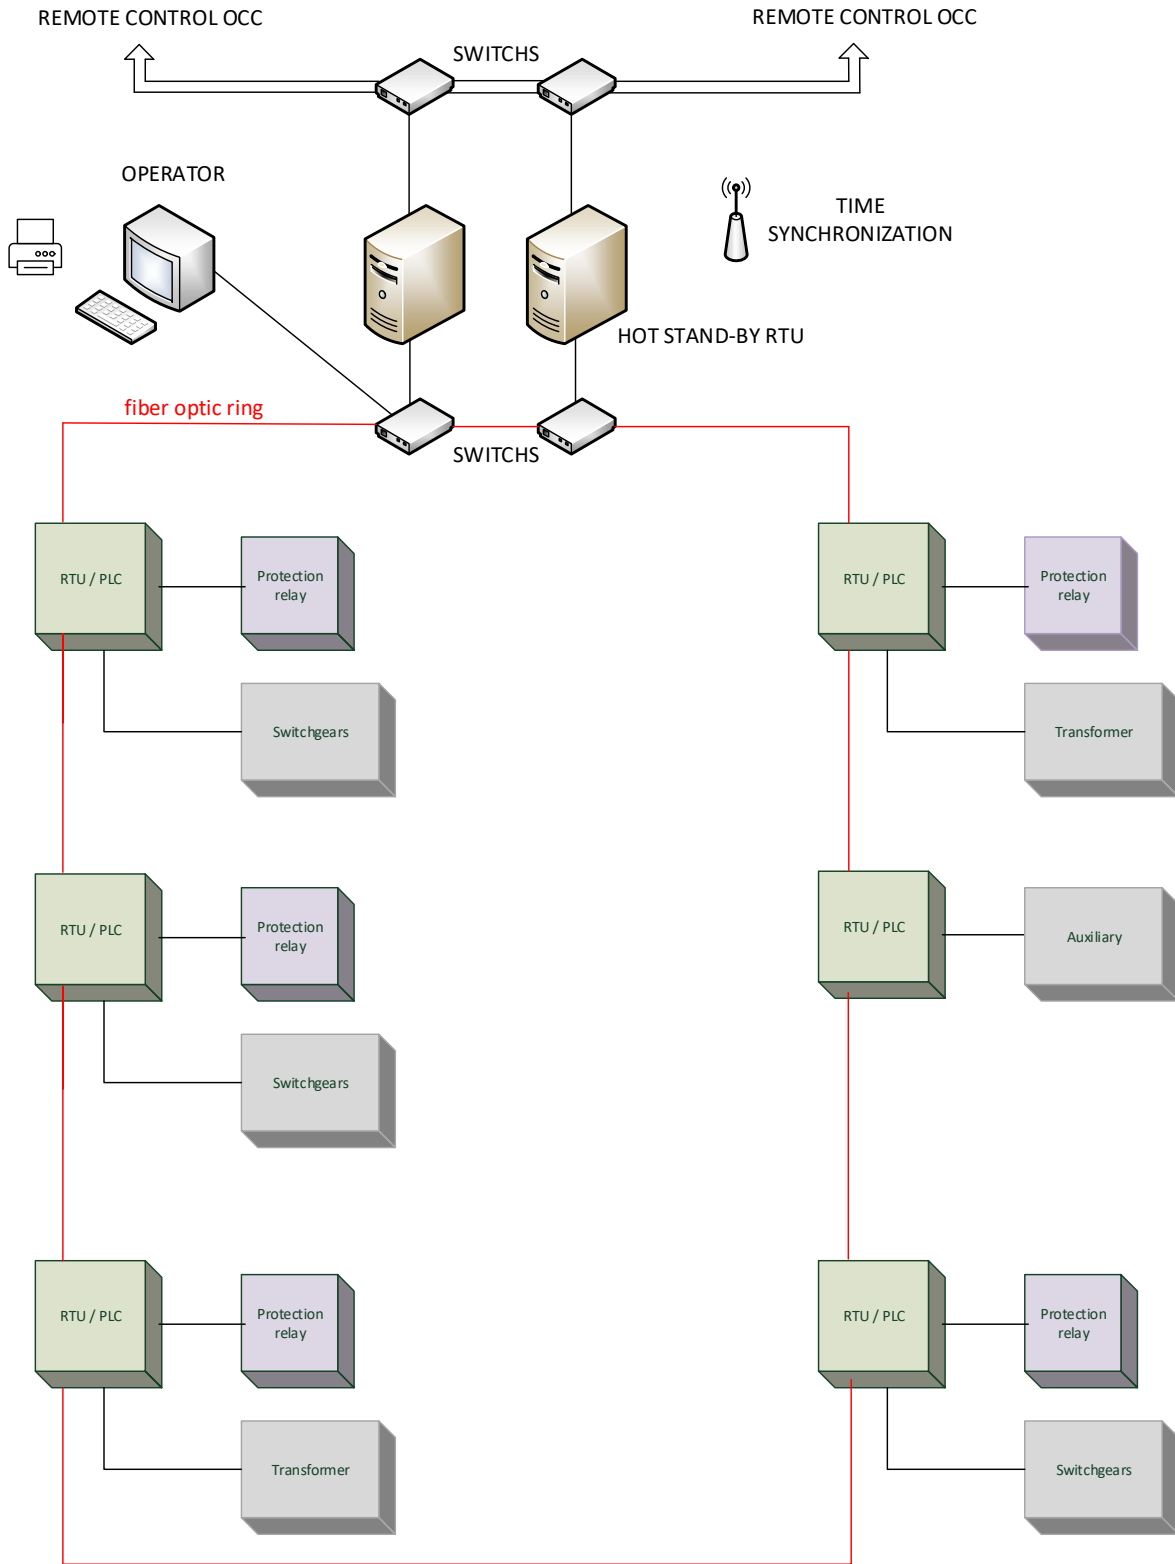 REMOTE CONTROL OCC
REMOTE CONTROL OCC
SWITCHS
OPERATOR
TIME
SYNCHRONIZATION
HOT STAND-BY RTU
fiber optic ring
SWITCHS
RTU / PLC
Protection
relay
Switchgears
RTU / PLC
Protection
relay
Transformer
RTU / PLC
Protection
relay
Switchgears
RTU / PLC
Auxiliary
RTU / PLC
Protection
relay
Transformer
RTU / PLC
Protection
relay
Switchgears